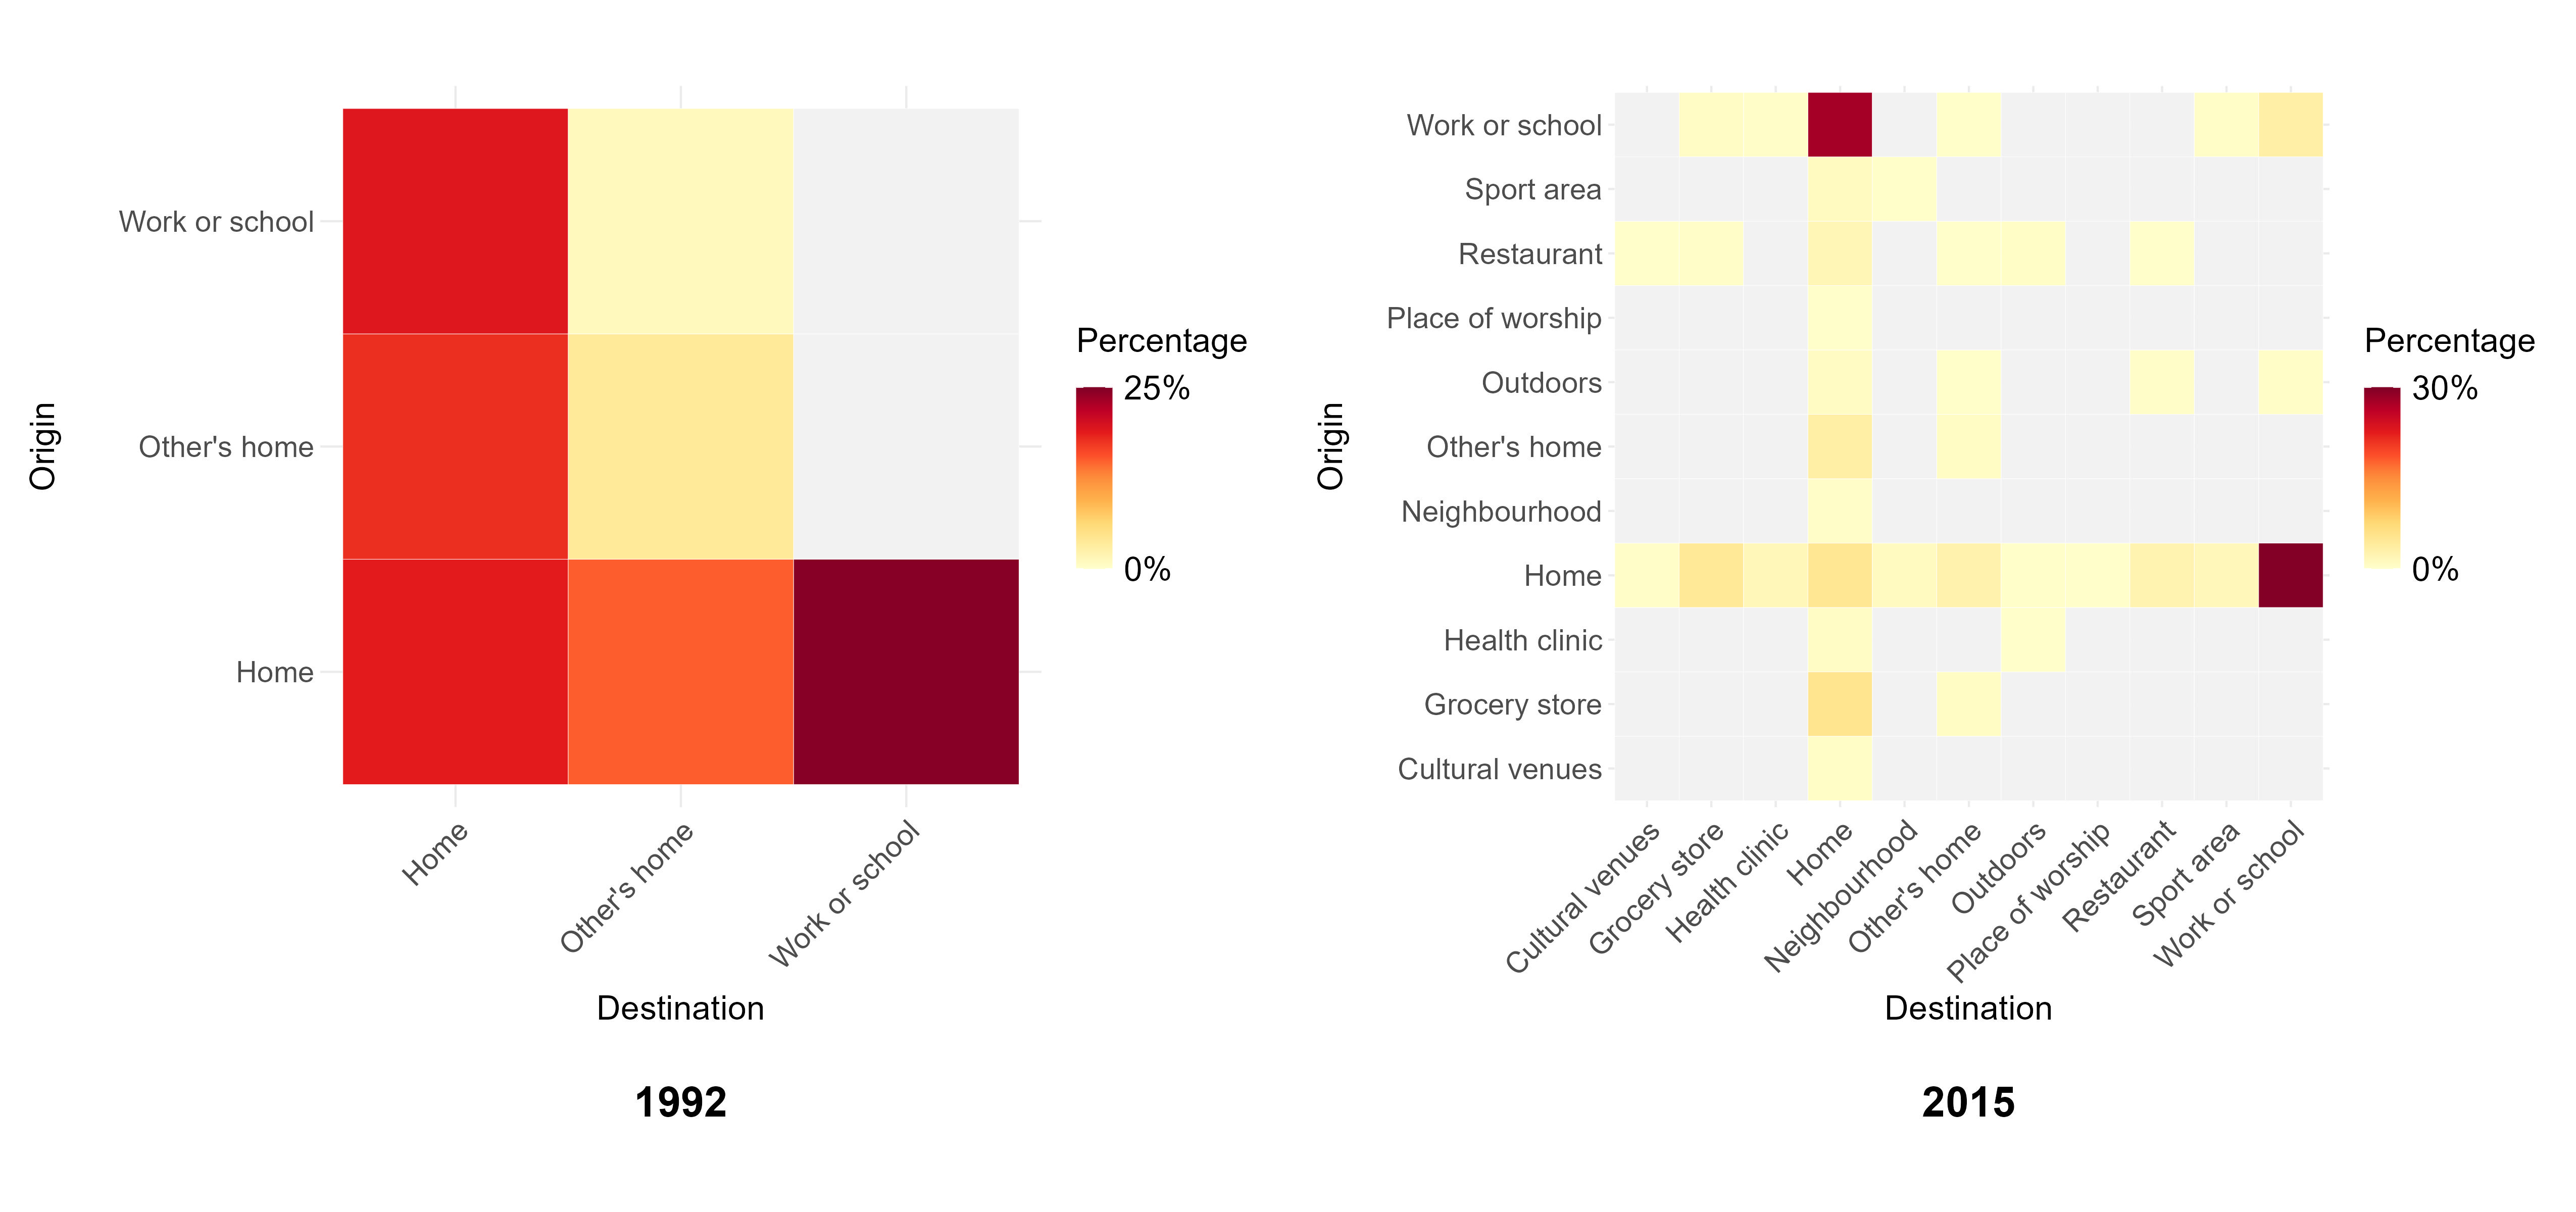 Origin
Work or school
Other's home
Home
Home
Other's home
Work or school
Destination
Percentage
25%
0%
1992
Origin
Work or school
Sport area
Restaurant
Place of worship
Outdoors
Other's home
Neighbourhood
Home
Health clinic
Grocery store
Cultural venues
Cultural venues
Grocery store
Health clinic
Home
Neighbourhood
Other's home
Outdoors
Place of worship
Restaurant
Sport area
Work or school
Destination
Percentage
30%
0%
2015